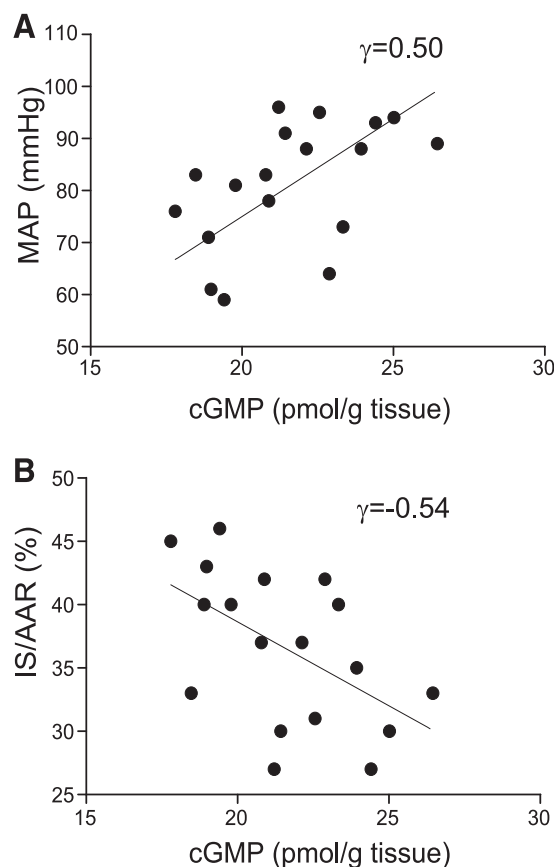 A
γ=0.50
MAP (mmHg)
110
100
90
80
70
60
50
15 20 25 30
cGMP (pmol/g tissue)
B
γ=-0.54
IS/AAR (%)
50
45
40
35
30
25
15 20 25 30
cGMP (pmol/g tissue)